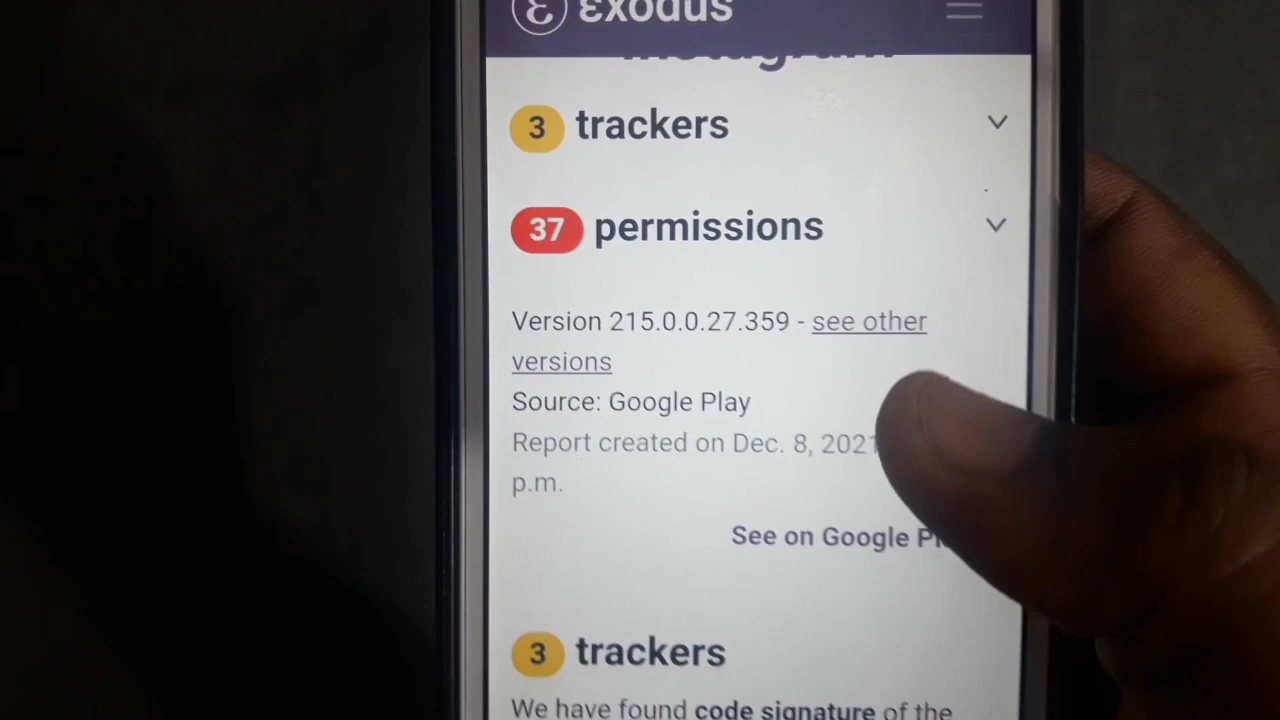 εxodus
Instagram
3 trackers
37 permissions
Version 215.0.0.27.359 - see other
versions
Source: Google Play
Report created on Dec. 8, 2021
p.m.
See on Google
3 trackers
We have found code signature of the